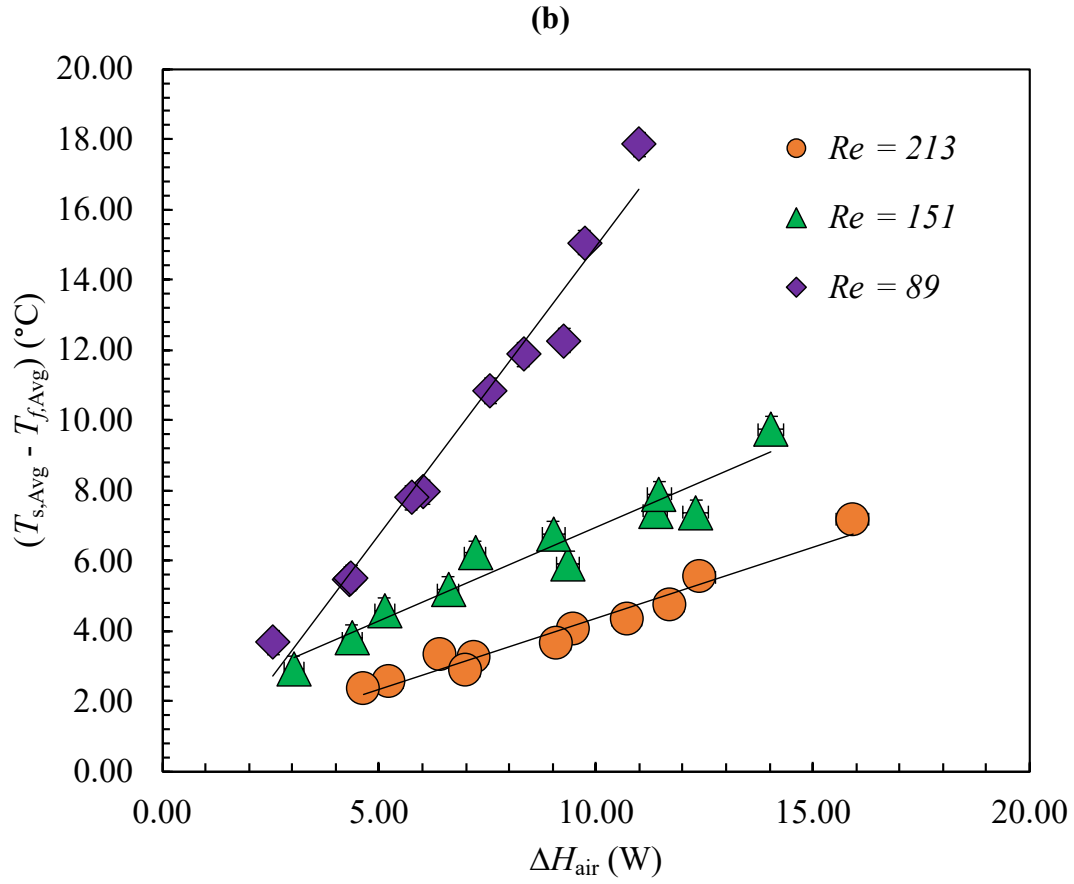 (b)
20.00
18.00
16.00
14.00
12.00
10.00
8.00
6.00
4.00
2.00
0.00
(Ts,Avg - Tf,Avg) (°C)
Re = 213
Re = 151
Re = 89
0.00 5.00 10.00 15.00 20.00
ΔHair (W)